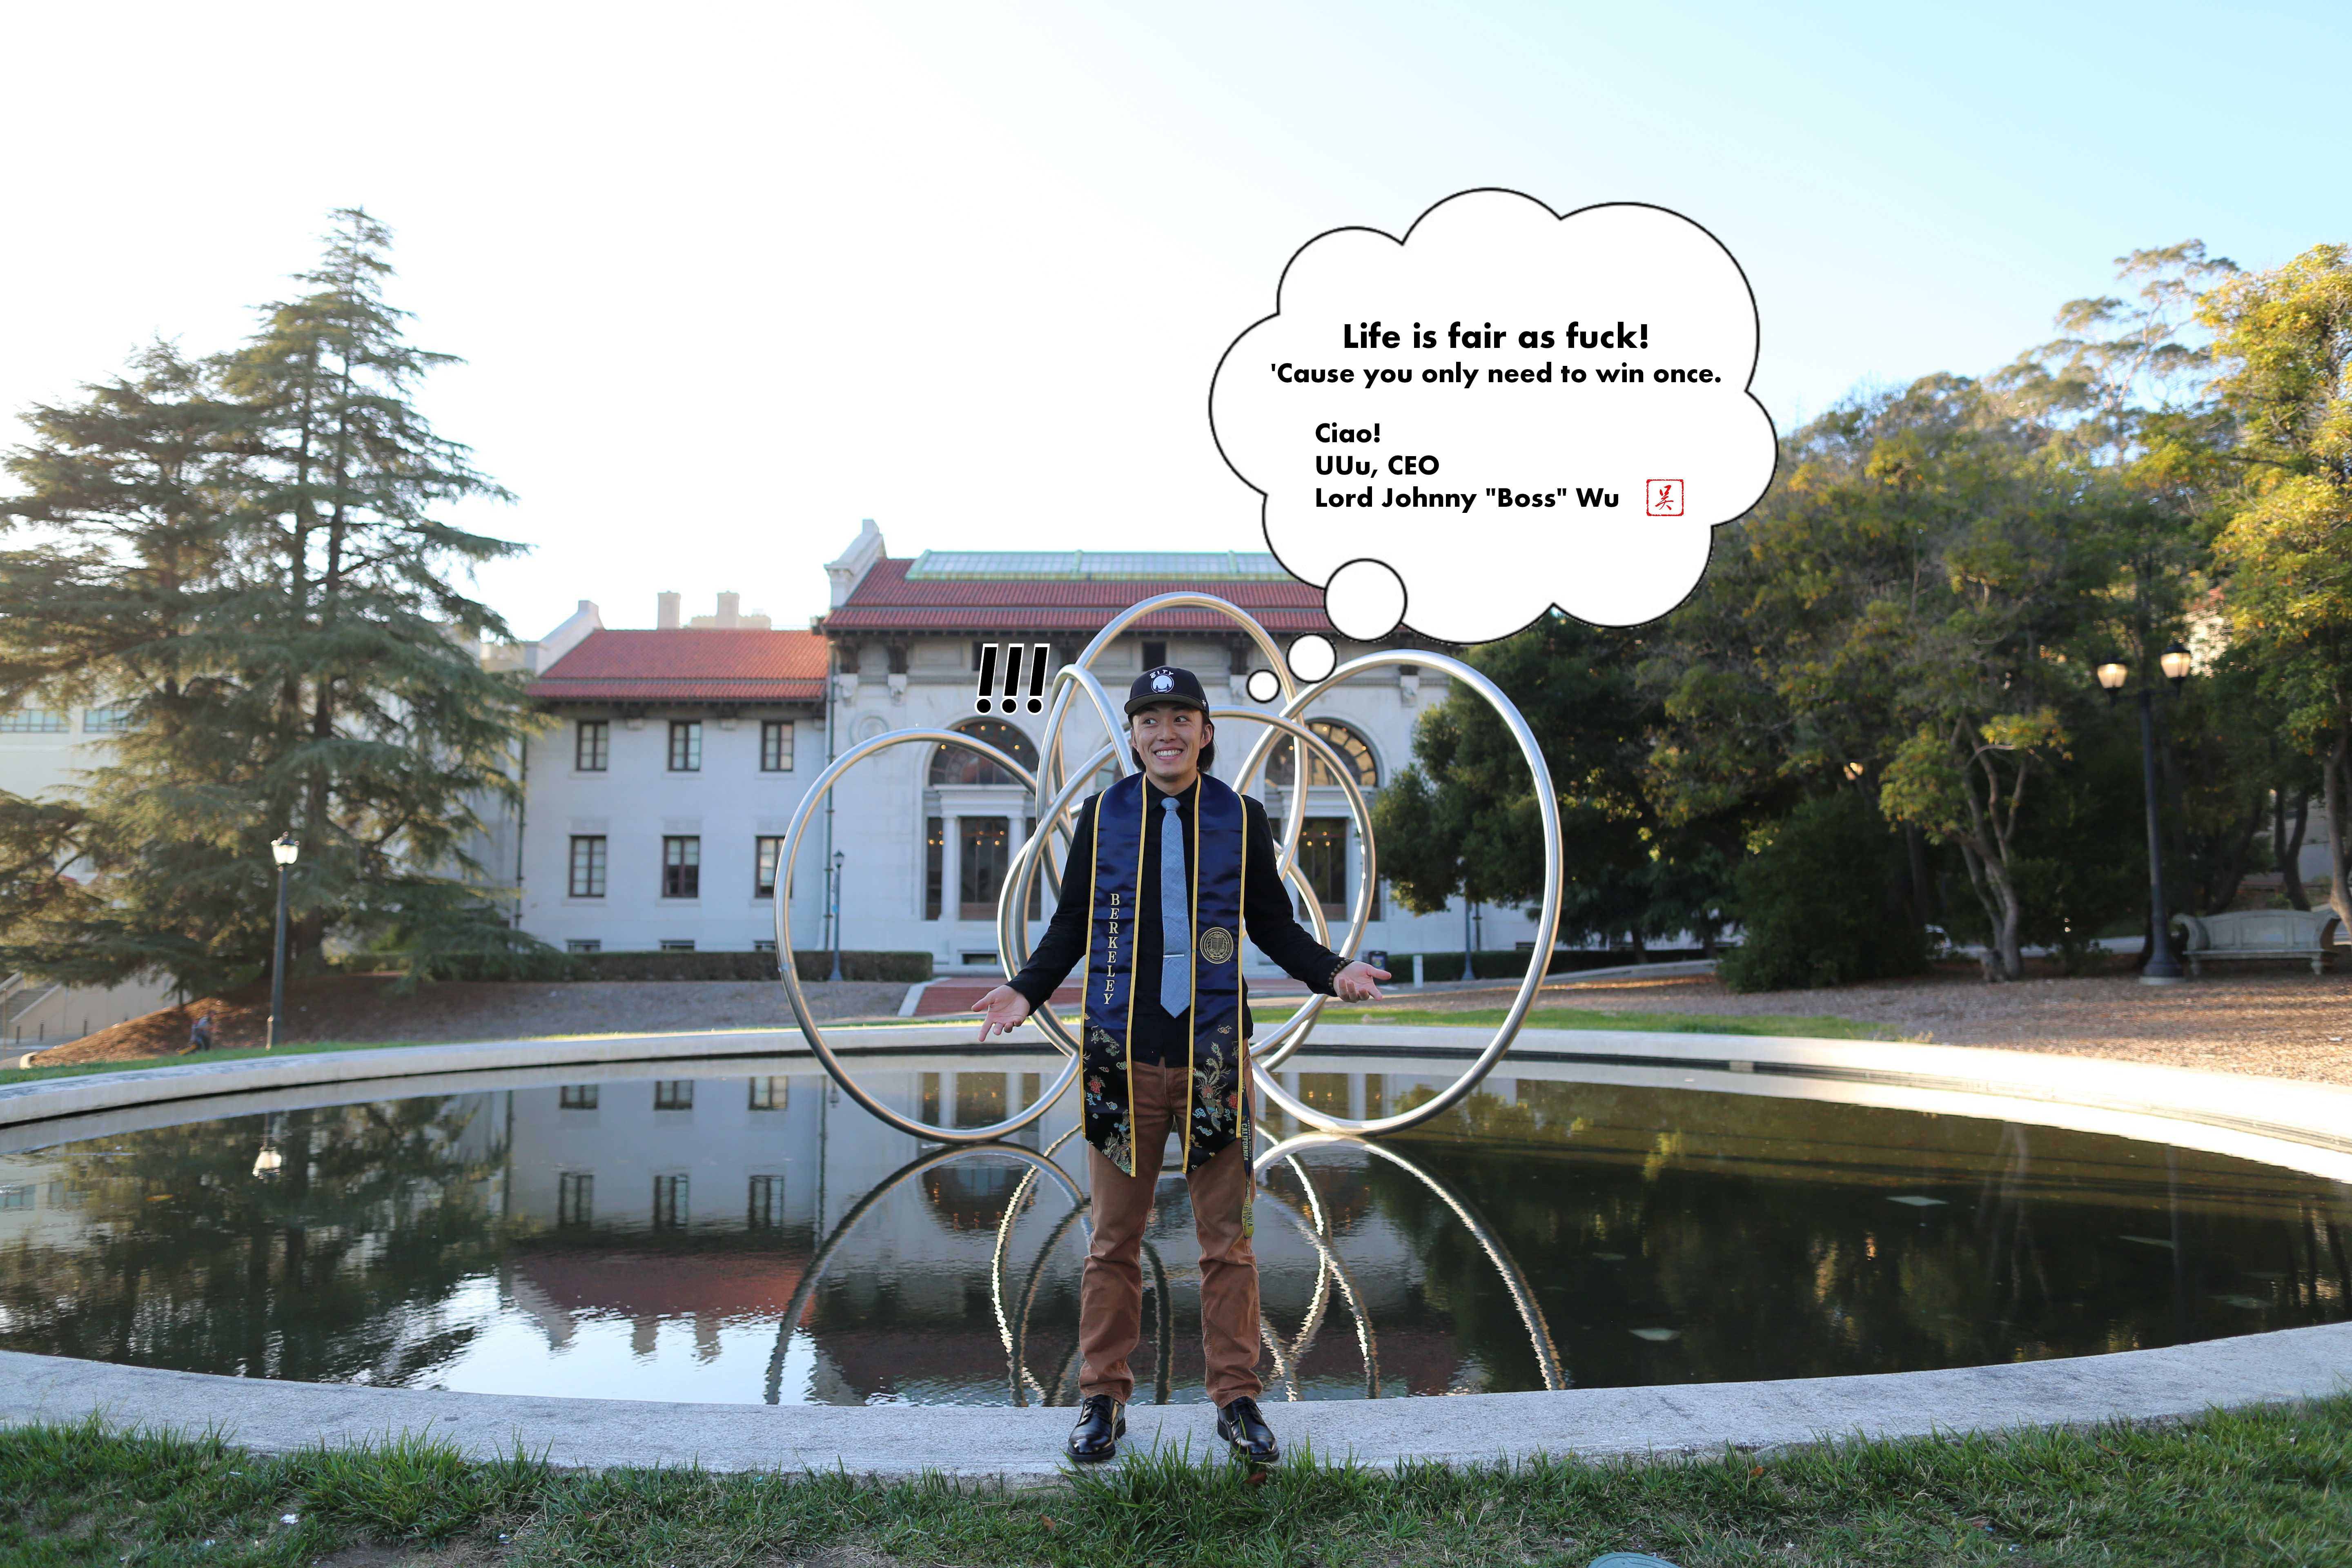 Life is fair as fuck!
'Cause you only need to win once.
Ciao!
UUu, CEO
Lord Johnny "Boss" Wu 吴
!!!
BERKELEY